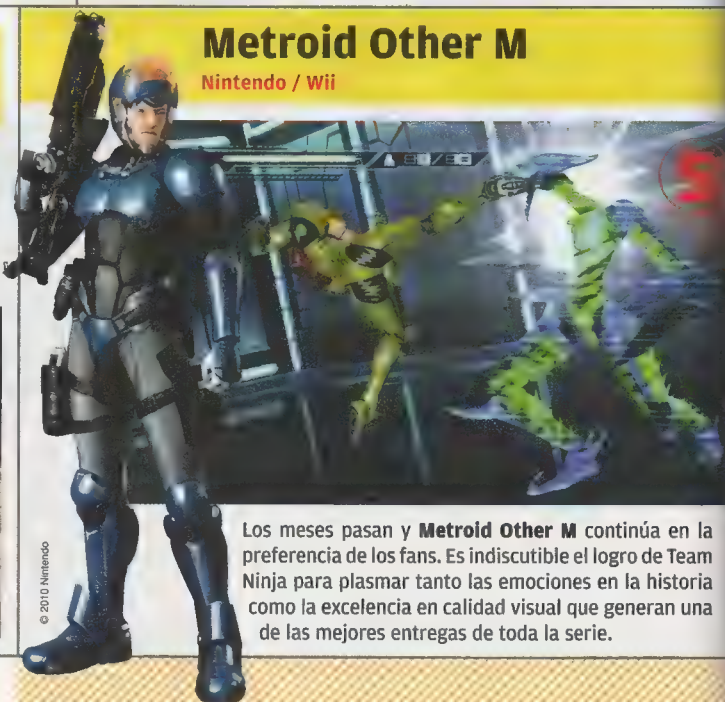 Metroid Other M
Nintendo / Wii
Los meses pasan y Metroid Other M continúa en la
preferencia de los fans. Es indiscutible el logro de Team
Ninja para plasmar tanto las emociones en la historia
como la excelencia en calidad visual que generan una
de las mejores entregas de toda la serie.
© 2010 Nintendo